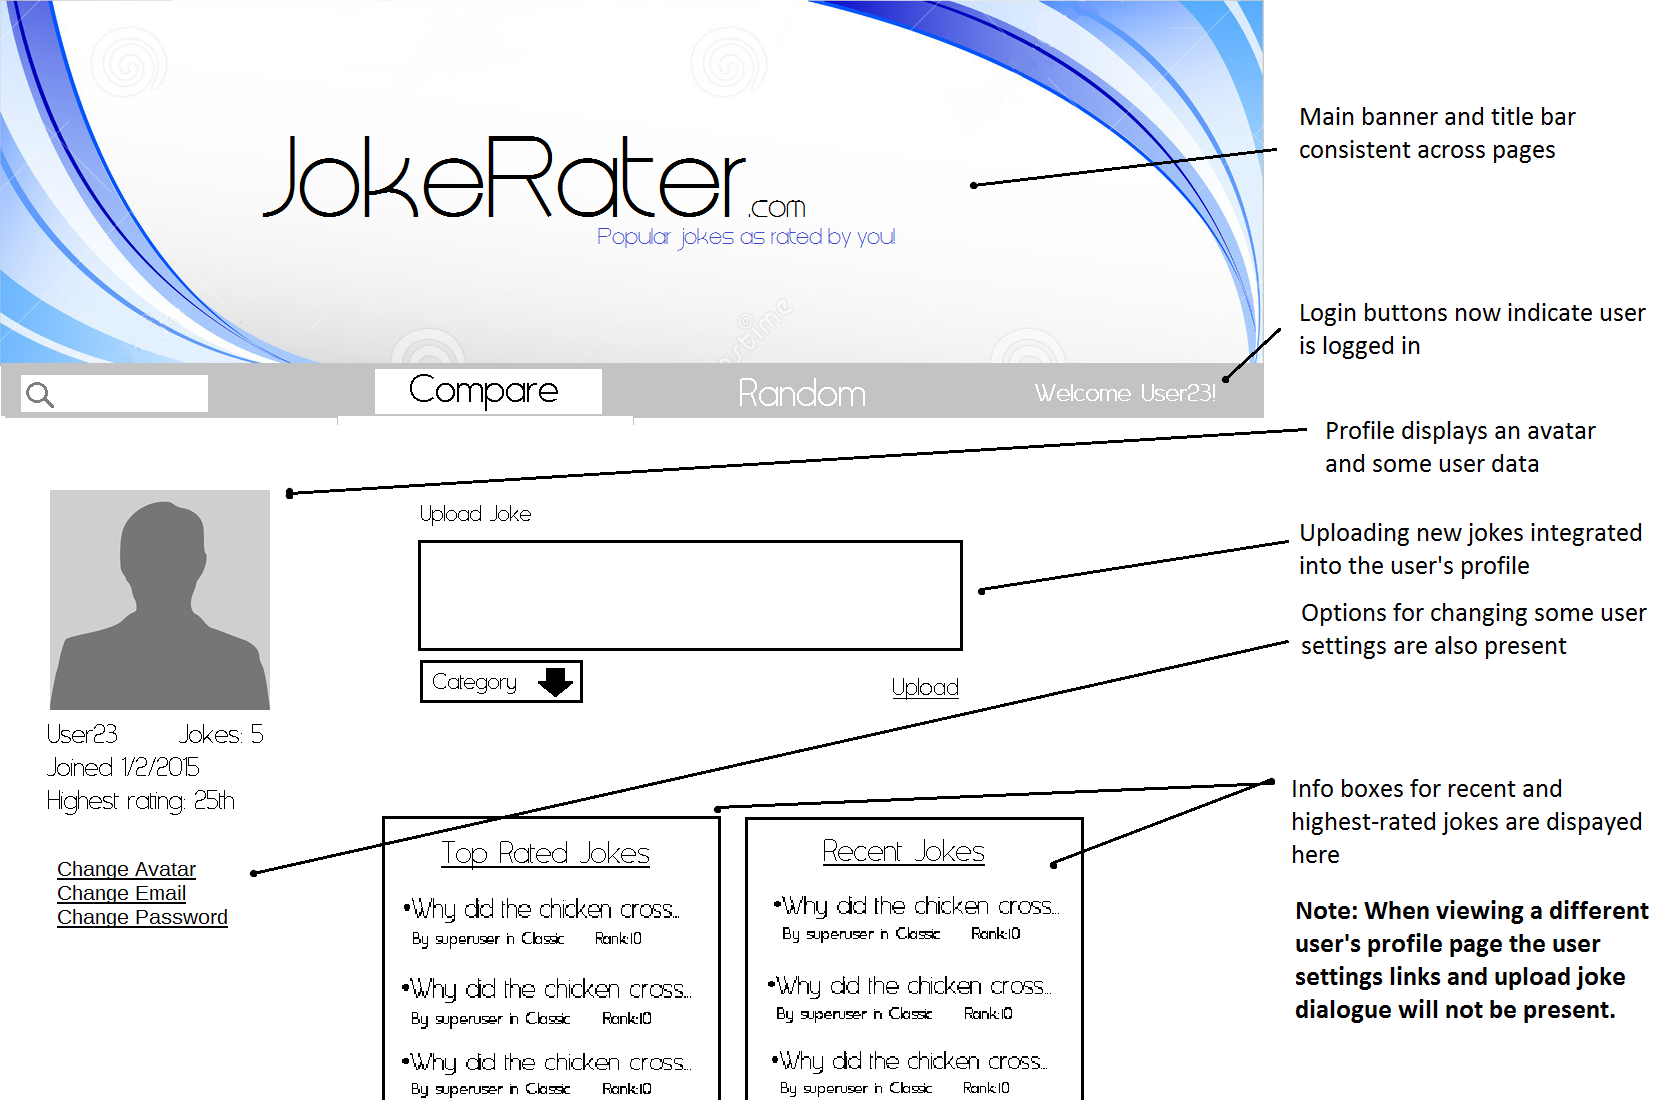 JokeRater.com
Popular jokes as rated by you!
Compare
Random
Welcome User23!
Main banner and title bar
consistent across pages
Login buttons now indicate user
is logged in
Profile displays an avatar
and some user data
Upload Joke
Uploading new jokes integrated
into the user's profile
Options for changing some user
settings are also present
Category
Upload
User23 Jokes: 5
Joined 1/2/2015
Highest rating: 25th
Change Avatar
Change Email
Change Password
Top Rated Jokes
•Why did the chicken cross...
By superuser in Classic Rank:10
•Why did the chicken cross...
By superuser in Classic Rank:10
•Why did the chicken cross...
By superuser in Classic Rank:10
Recent Jokes
•Why did the chicken cross...
By superuser in Classic Rank:10
•Why did the chicken cross...
By superuser in Classic Rank:10
•Why did the chicken cross...
By superuser in Classic Rank:10
Info boxes for recent and
highest-rated jokes are dispayed
here
Note: When viewing a different
user's profile page the user
settings links and upload joke
dialogue will not be present.